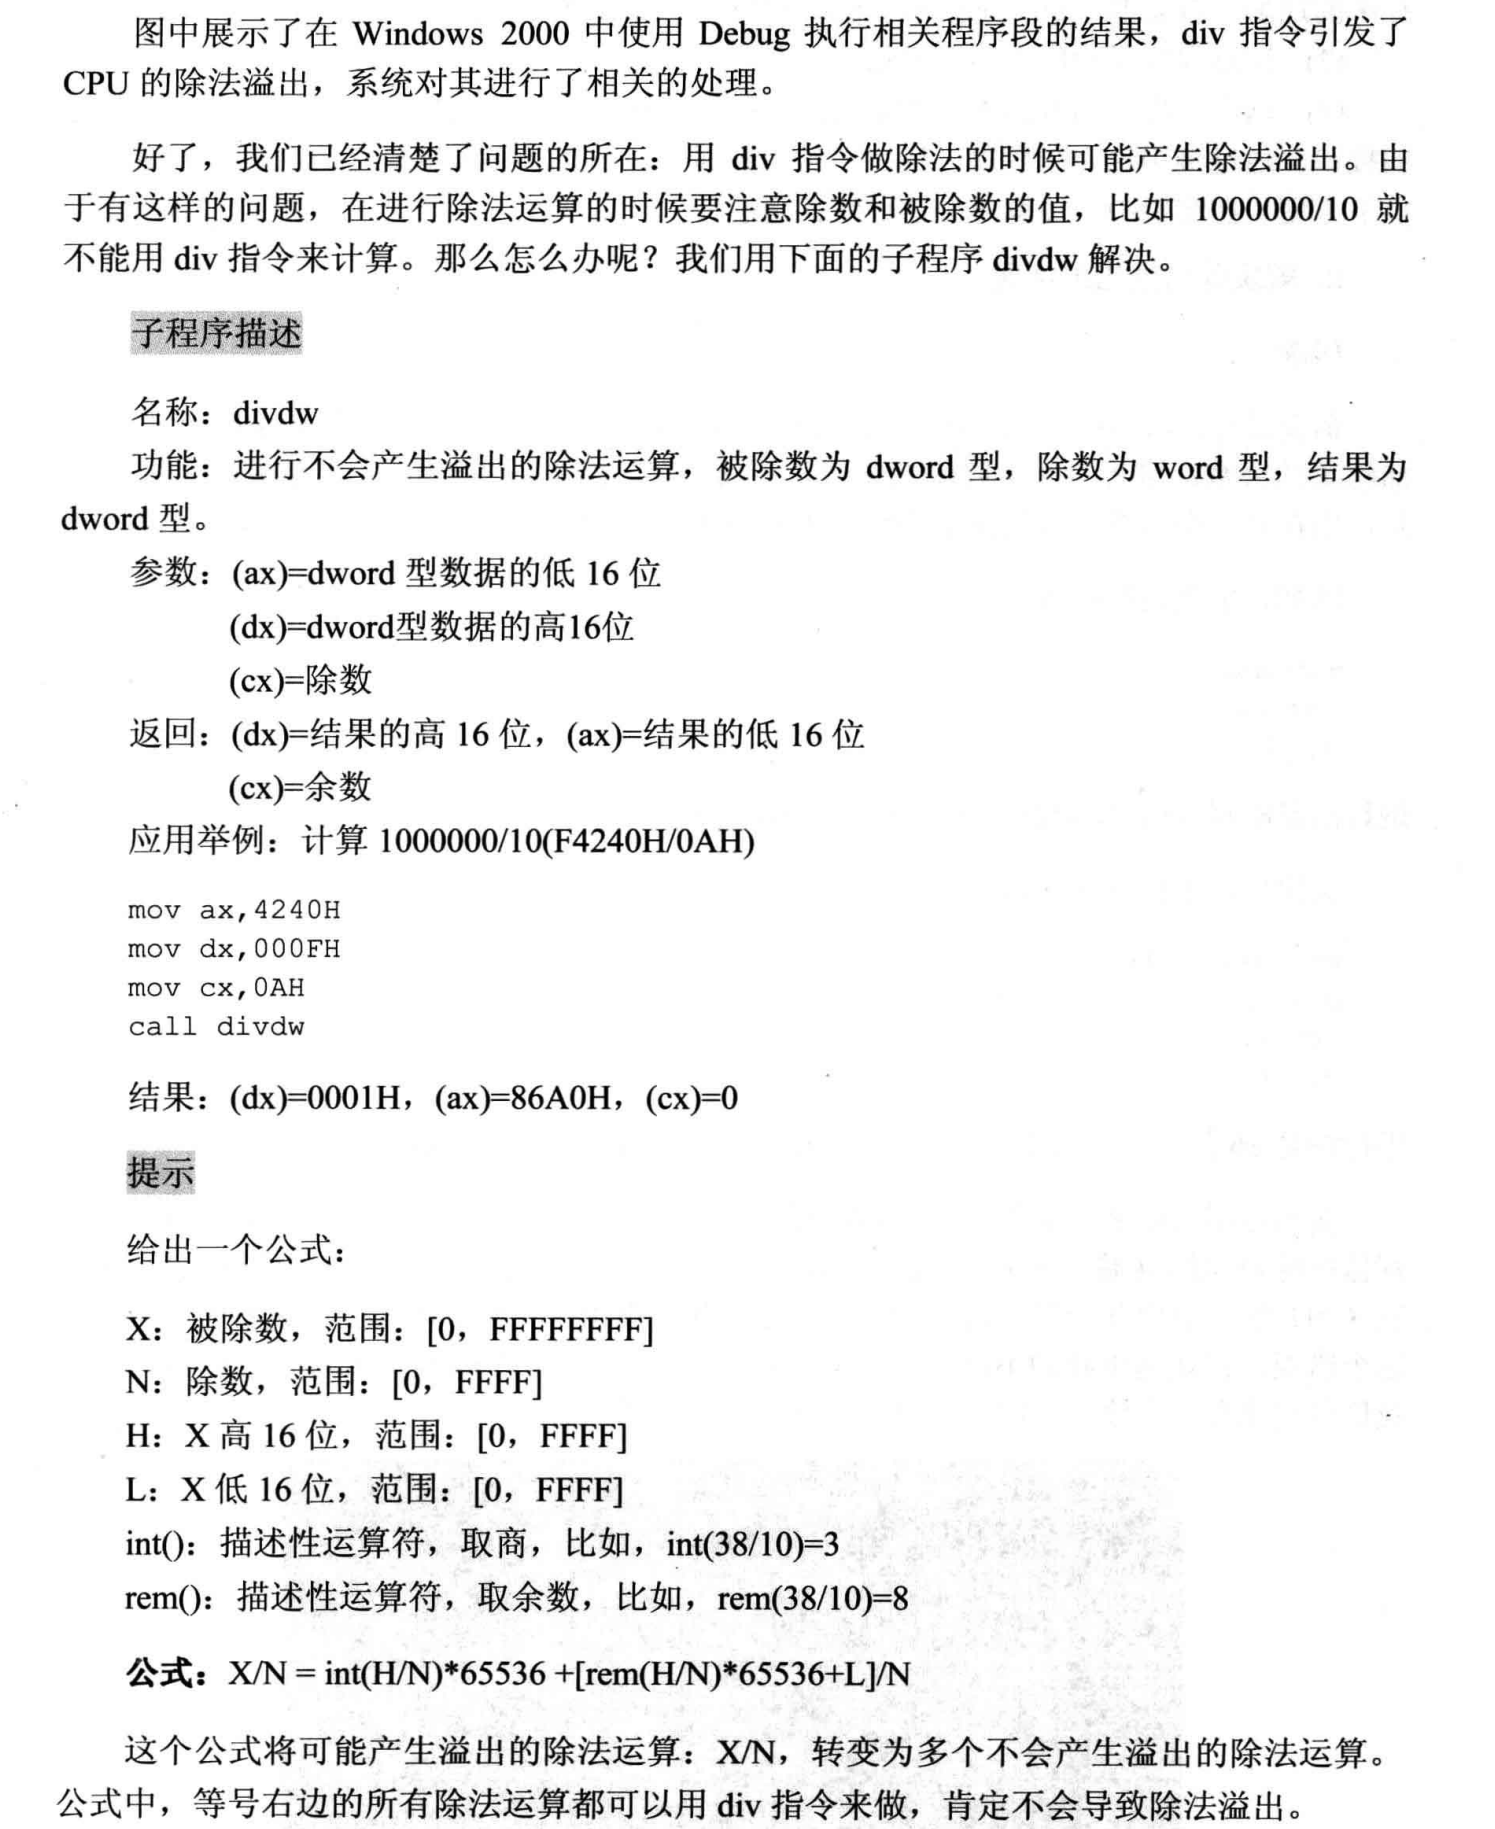 图中展示了在 Windows 2000 中使用 Debug 执行相关程序段的结果，div 指令引发了
CPU 的除法溢出，系统对其进行了相关的处理。
好了，我们已经清楚了问题的所在：用 div 指令做除法的时候可能产生除法溢出。由
于有这样的问题，在进行除法运算的时候要注意除数和被除数的值，比如 1000000/10 就
不能用 div 指令来计算。那么怎么办呢？我们用下面的子程序 divdw 解决。
子程序描述
名称：divdw
功能：进行不会产生溢出的除法运算，被除数为 dword 型，除数为 word 型，结果为
dword 型。
参数：(ax)=dword 型数据的低 16 位
(dx)=dword型数据的高16位
(cx)=除数
返回：(dx)=结果的高 16 位，(ax)=结果的低 16 位
(cx)=余数
应用举例：计算 1000000/10(F4240H/0AH)
mov ax,4240H
mov dx,000FH
mov cx,0AH
call divdw
结果：(dx)=0001H，(ax)=86A0H，(cx)=0
提示
给出一个公式：
X：被除数，范围：[0，FFFFFFFF]
N：除数，范围：[0，FFFF]
H：X 高 16 位，范围：[0，FFFF]
L：X 低 16 位，范围：[0，FFFF]
int()：描述性运算符，取商，比如，int(38/10)=3
rem()：描述性运算符，取余数，比如，rem(38/10)=8
公式：X/N = int(H/N)*65536 +[rem(H/N)*65536+L]/N
这个公式将可能产生溢出的除法运算：X/N，转变为多个不会产生溢出的除法运算。
公式中，等号右边的所有除法运算都可以用 div 指令来做，肯定不会导致除法溢出。